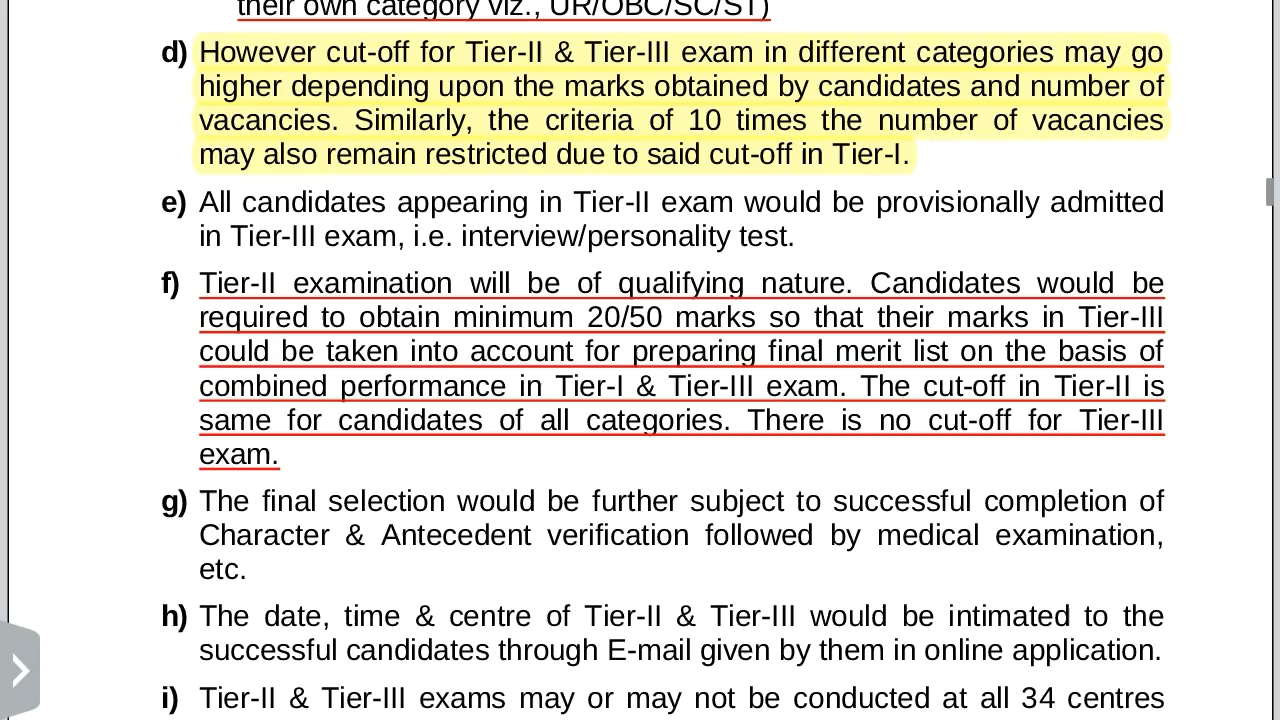 their own category viz., UR/OBC/SC/ST)
d) However cut-off for Tier-II & Tier-III exam in different categories may go
higher depending upon the marks obtained by candidates and number of
vacancies. Similarly, the criteria of 10 times the number of vacancies
may also remain restricted due to said cut-off in Tier-I.
e) All candidates appearing in Tier-II exam would be provisionally admitted
in Tier-III exam, i.e. interview/personality test.
f) Tier-II examination will be of qualifying nature. Candidates would be
required to obtain minimum 20/50 marks so that their marks in Tier-III
could be taken into account for preparing final merit list on the basis of
combined performance in Tier-I & Tier-III exam. The cut-off in Tier-II is
same for candidates of all categories. There is no cut-off for Tier-III
exam.
g) The final selection would be further subject to successful completion of
Character & Antecedent verification followed by medical examination,
etc.
h) The date, time & centre of Tier-II & Tier-III would be intimated to the
successful candidates through E-mail given by them in online application.
i) Tier-II & Tier-III exams may or may not be conducted at all 34 centres